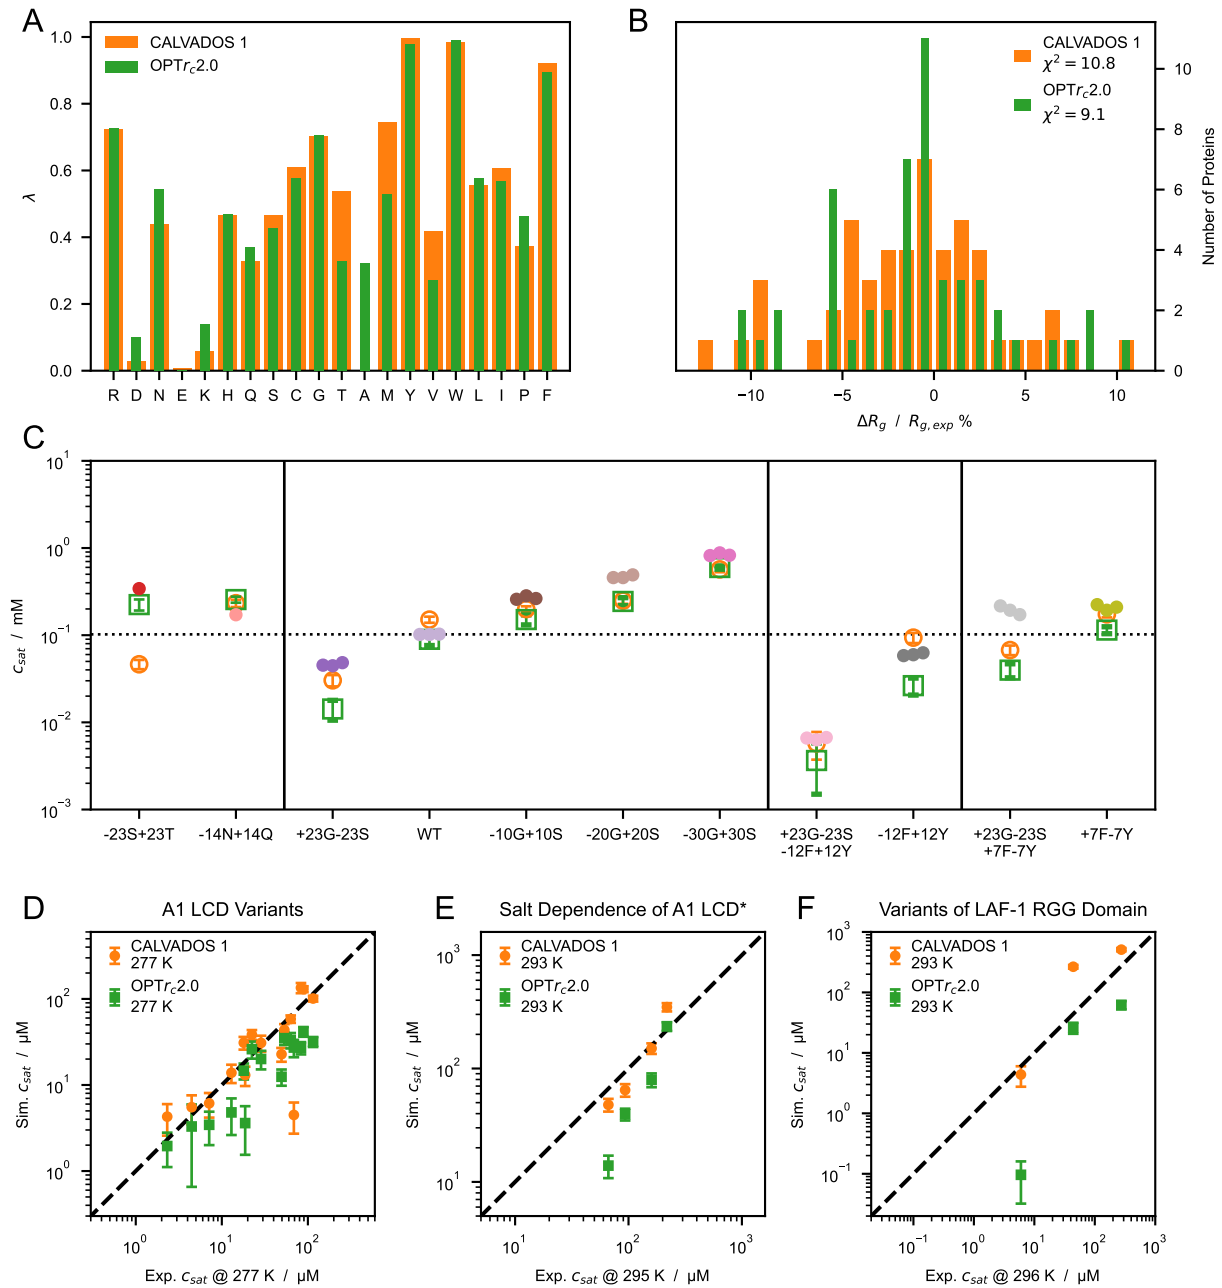 A
CALVADOS 1
OPTr_c2.0
1.0
0.8
0.6
0.4
0.2
0.0
λ
R D N E K H Q S C G T A M Y V W L I P F
B
CALVADOS 1
χ² = 10.8
OPTr_c2.0
χ² = 9.1
10
8
6
4
2
0
Number of Proteins
−10 −5 0 5 10
ΔR_g / R_{g,exp} %
C
10¹
10⁰
10⁻¹
10⁻²
10⁻³
c_sat / mM
-23S+23T -14N+14Q +23G-23S WT -10G+10S -20G+20S -30G+30S +23G-23S -12F+12Y +23G-23S +7F-7Y
-12F+12Y +7F-7Y
D
A1 LCD Variants
CALVADOS 1
277 K
OPTr_c2.0
277 K
10²
10¹
10⁰
Sim. c_sat / μM
10⁰ 10¹ 10²
Exp. c_sat @ 277 K / μM
E
Salt Dependence of A1 LCD*
CALVADOS 1
293 K
OPTr_c2.0
293 K
10³
10²
10¹
Sim. c_sat / μM
10¹ 10² 10³
Exp. c_sat @ 295 K / μM
F
Variants of LAF-1 RGG Domain
CALVADOS 1
293 K
OPTr_c2.0
293 K
10³
10²
10¹
10⁰
10⁻¹
Sim. c_sat / μM
10⁻¹ 10⁰ 10¹ 10² 10³
Exp. c_sat @ 296 K / μM